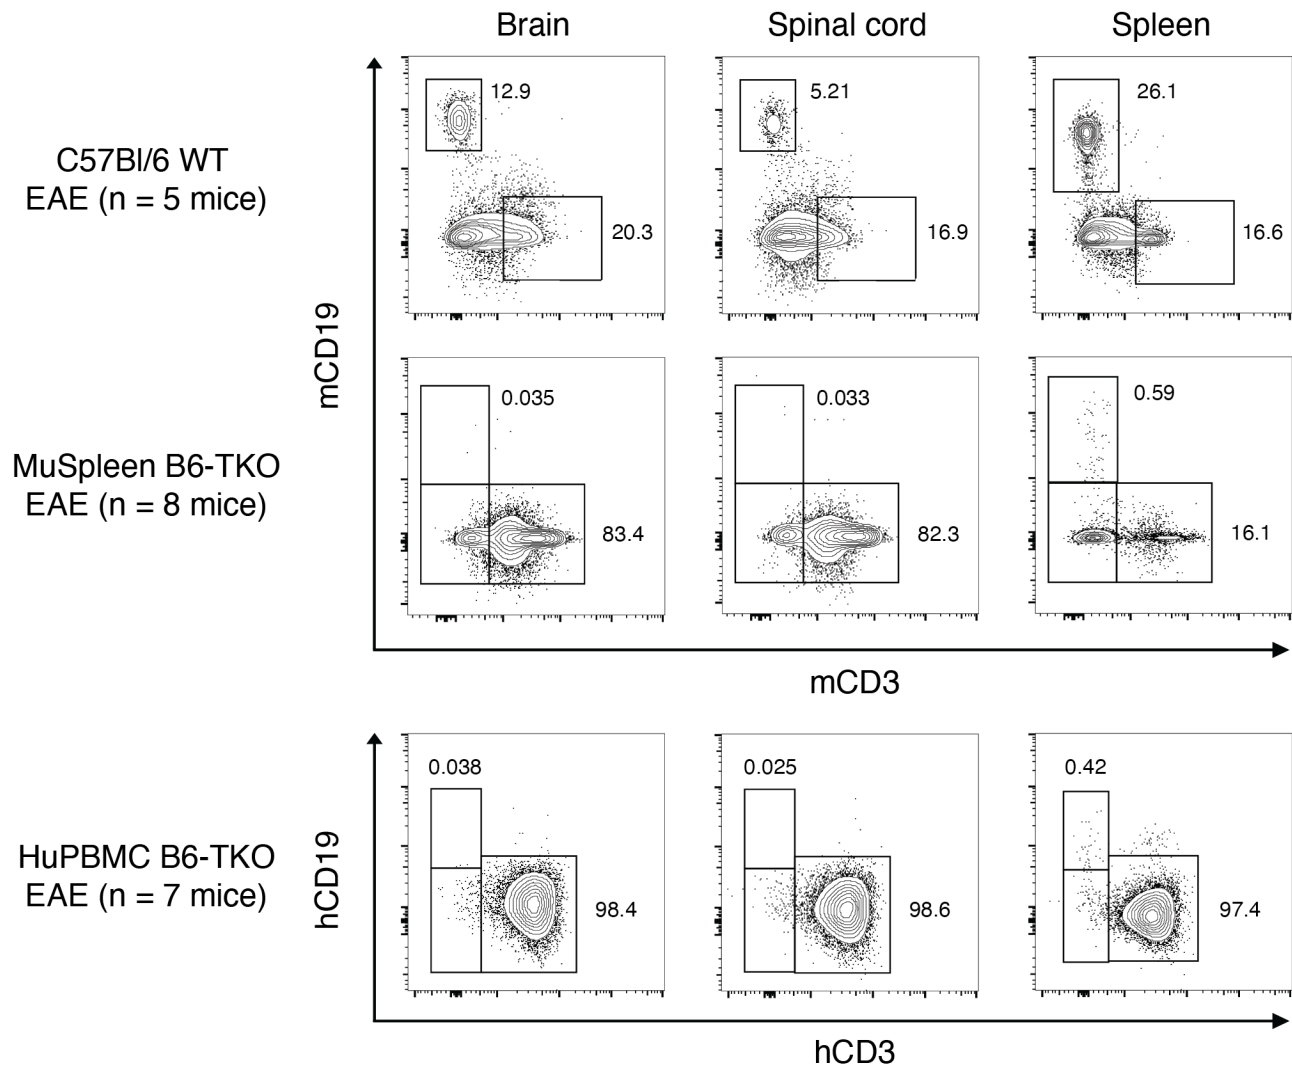 Brain
Spinal cord
Spleen
C57Bl/6 WT
EAE (n = 5 mice)
12.9
20.3
5.21
16.9
26.1
16.6
mCD19
MuSpleen B6-TKO
EAE (n = 8 mice)
0.035
83.4
0.033
82.3
0.59
16.1
mCD3
HuPBMC B6-TKO
EAE (n = 7 mice)
hCD19
0.038
98.4
0.025
98.6
0.42
97.4
hCD3